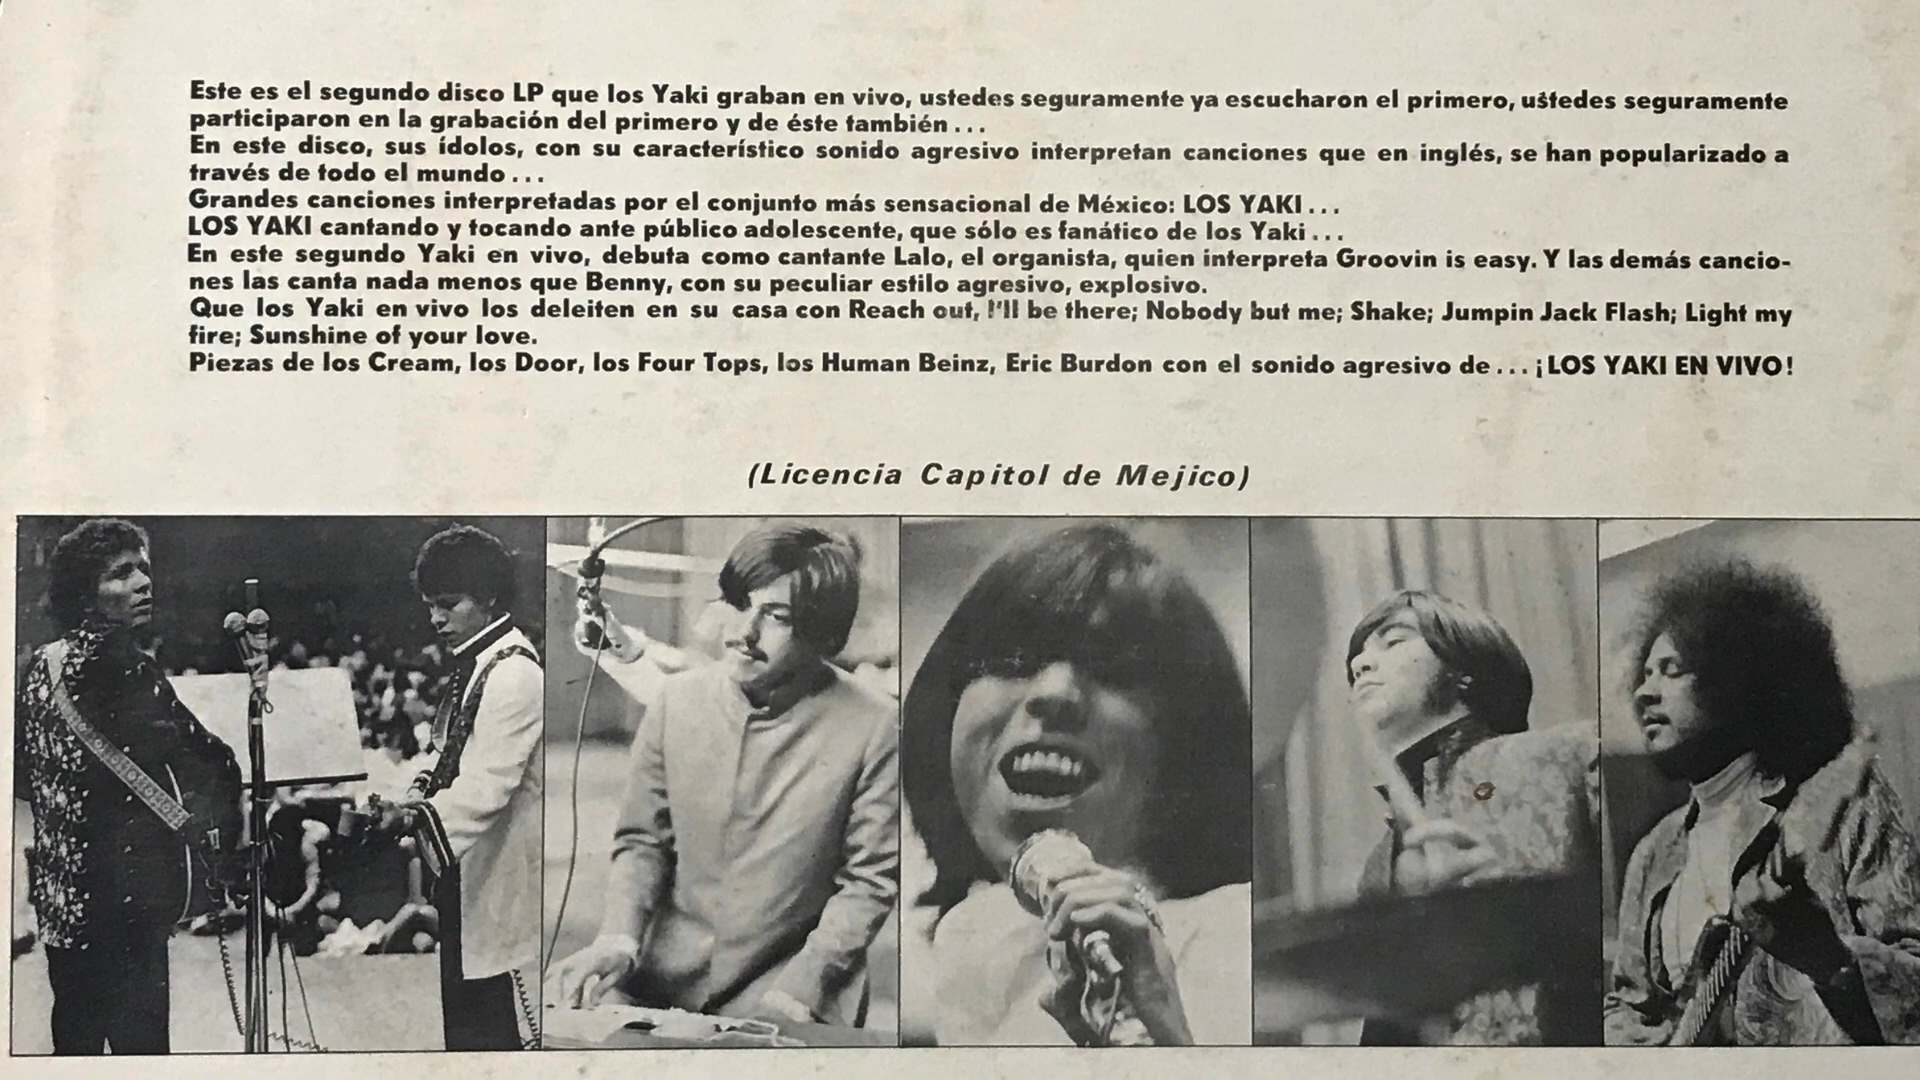 Este es el segundo disco LP que los Yaki graban en vivo, ustedes seguramente ya escucharon el primero, ustedes seguramente
participaron en la grabación del primero y de éste también...
En este disco, sus ídolos, con su característico sonido agresivo interpretan canciones que en inglés, se han popularizado a
través de todo el mundo...
Grandes canciones interpretadas por el conjunto más sensacional de México: LOS YAKI...
LOS YAKI cantando y tocando ante público adolescente, que sólo es fanático de los Yaki...
En este segundo Yaki en vivo, debuta como cantante Lalo, el organista, quien interpreta Groovin is easy. Y las demás cancio-
nes las canta nada menos que Benny, con su peculiar estilo agresivo, explosivo.
Que los Yaki en vivo los deleiten en su casa con Reach out, I'll be there; Nobody but me; Shake; Jumpin Jack Flash; Light my
fire; Sunshine of your love.
Piezas de los Cream, los Door, los Four Tops, los Human Beinz, Eric Burdon con el sonido agresivo de... ¡LOS YAKI EN VIVO!
(Licencia Capitol de Mejico)